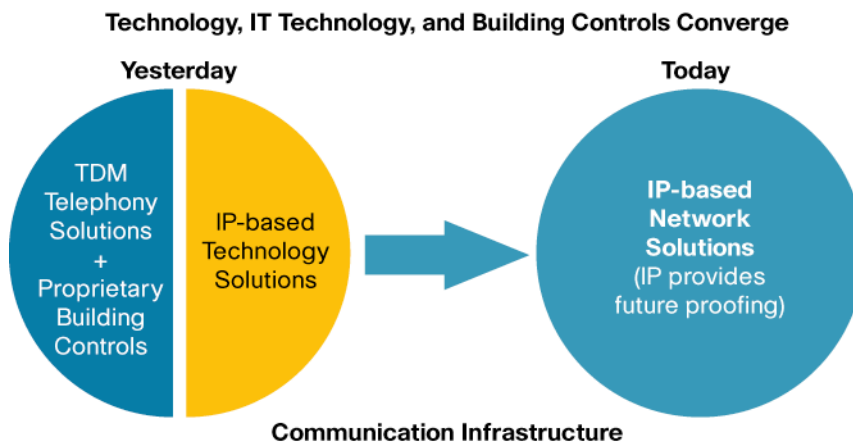 Technology, IT Technology, and Building Controls Converge
Yesterday
TDM
Telephony
Solutions
+
Proprietary
Building
Controls
IP-based
Technology
Solutions
Today
IP-based
Network
Solutions
(IP provides
future proofing)
Communication Infrastructure